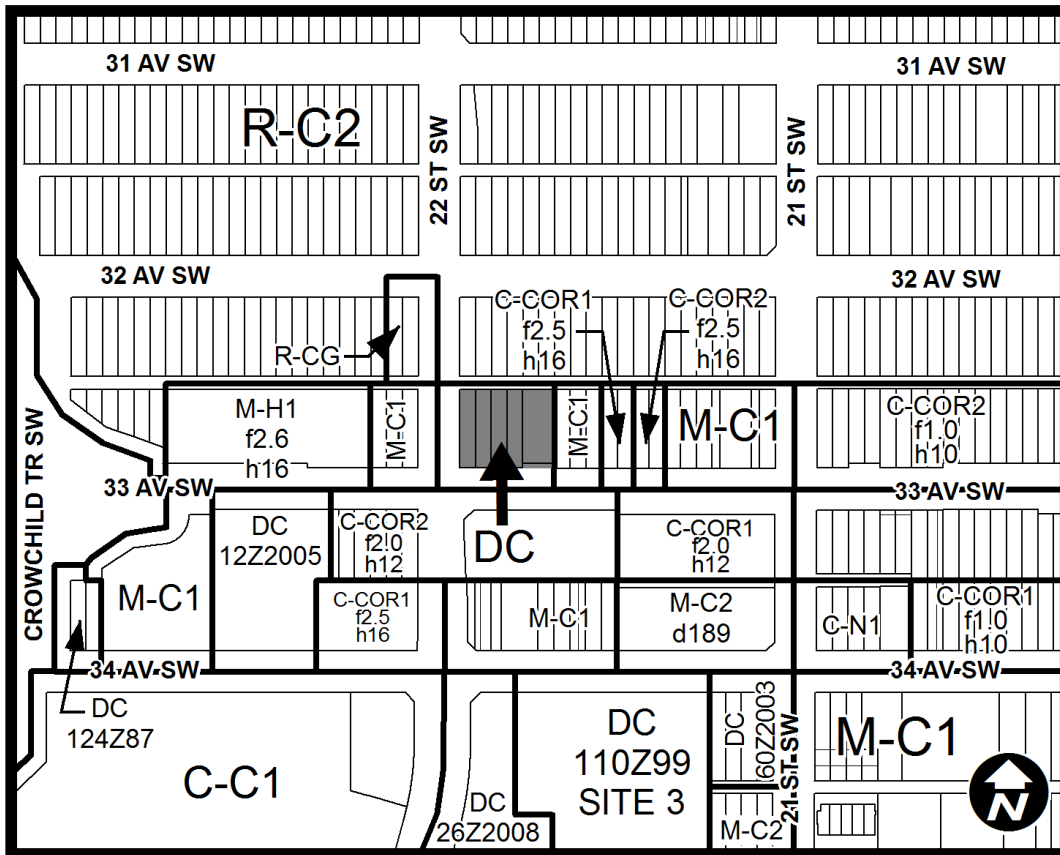 31 AV SW
31 AV SW
R-C2
22 ST SW
21 ST SW
32 AV SW
32 AV SW
C-COR1
f2.5
h16
C-COR2
f2.5
h16
R-CG
M-H1
f2.6
h16
M-C1
M-C1
M-C1
C-COR2
f1.0
h10
CROWCHILD TR SW
33 AV SW
33 AV SW
DC
12Z2005
C-COR2
f2.0
h12
DC
C-COR1
f2.0
h12
M-C1
C-COR1
f2.5
h16
M-C1
M-C2
d189
C-N1
C-COR1
f1.0
h10
34 AV SW
34 AV SW
DC
124Z87
C-C1
DC
26Z2008
DC
110Z99
SITE 3
DC
60Z2003
21 ST SW
M-C1
M-C2
N